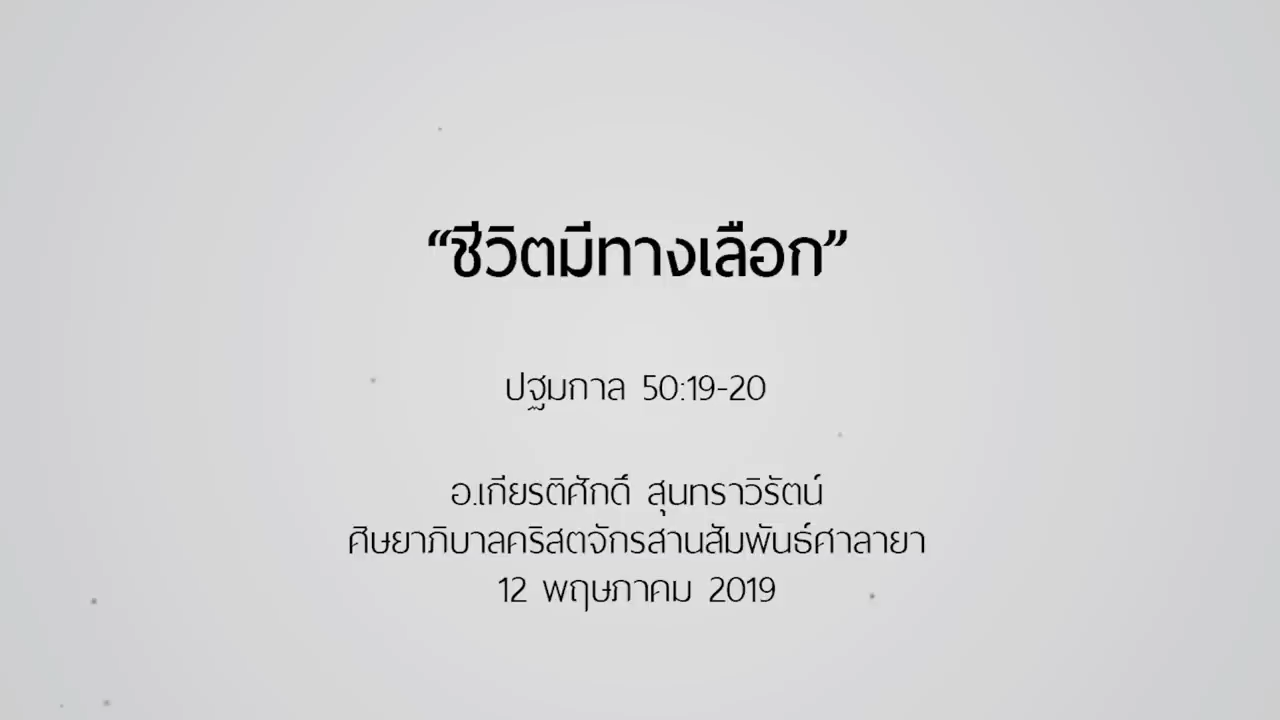 “ชีวิตมีทางเลือก”
ปฐมกาล 50:19-20
อ.เกียรติศักดิ์ สุนทราวิรัตน์
ศิษยาภิบาลคริสตจักรสานสัมพันธ์ศาลายา
12 พฤษภาคม 2019